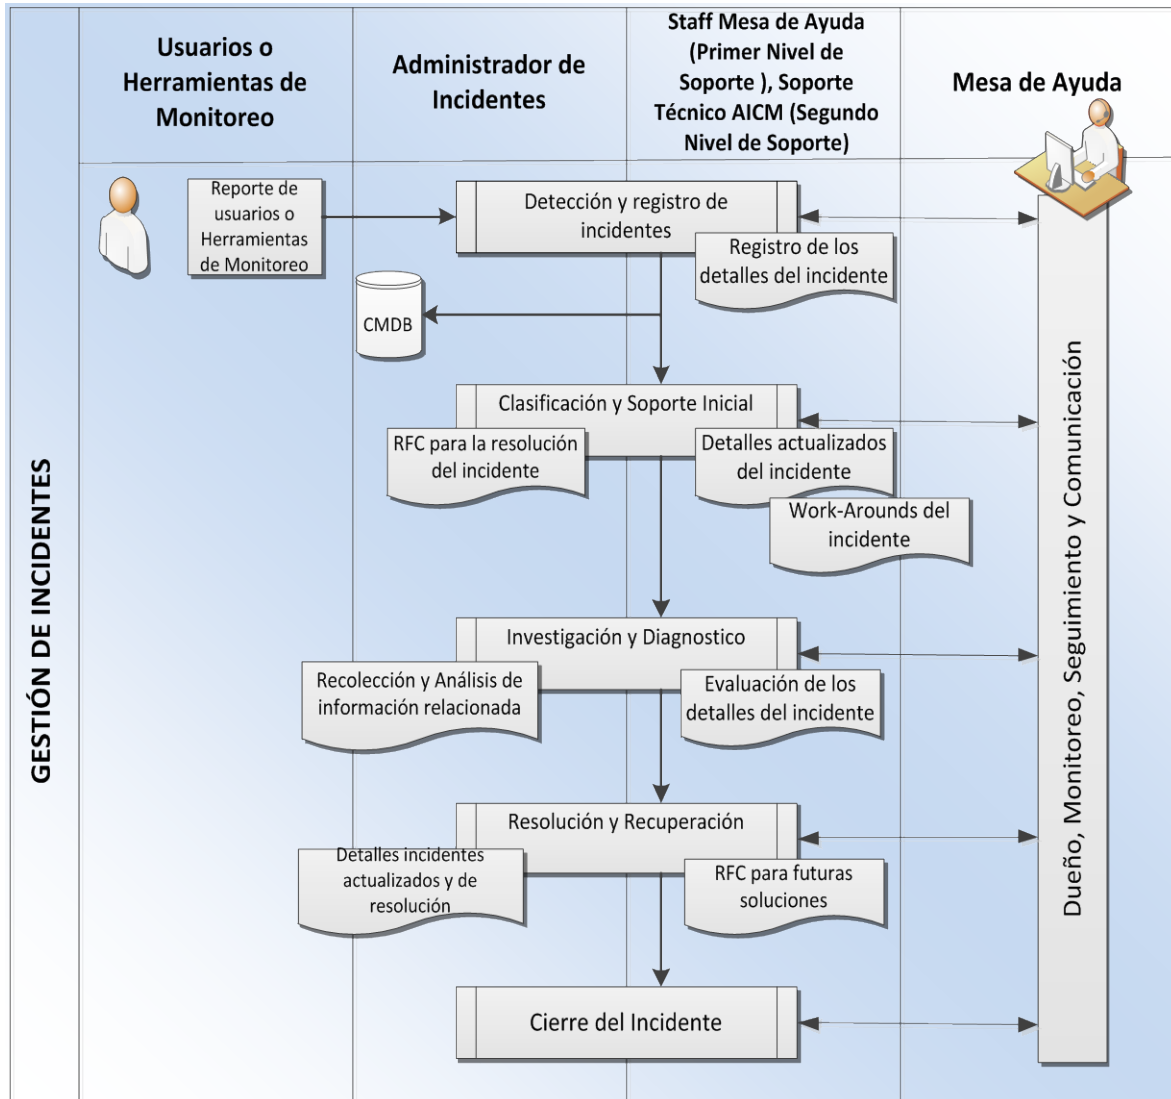 Usuarios o
Herramientas de
Monitoreo
Administrador de
Incidentes
Staff Mesa de Ayuda
(Primer Nivel de
Soporte ), Soporte
Técnico AICM (Segundo
Nivel de Soporte)
Mesa de Ayuda
GESTIÓN DE INCIDENTES
Reporte de
usuarios o
Herramientas
de Monitoreo
Detección y registro de
incidentes
Registro de los
detalles del incidente
CMDB
Clasificación y Soporte Inicial
RFC para la resolución
del incidente
Detalles actualizados
del incidente
Work-Arounds del
incidente
Investigación y Diagnostico
Recolección y Análisis de
información relacionada
Evaluación de los
detalles del incidente
Resolución y Recuperación
Detalles incidentes
actualizados y de
resolución
RFC para futuras
soluciones
Cierre del Incidente
Dueño, Monitoreo, Seguimiento y Comunicación